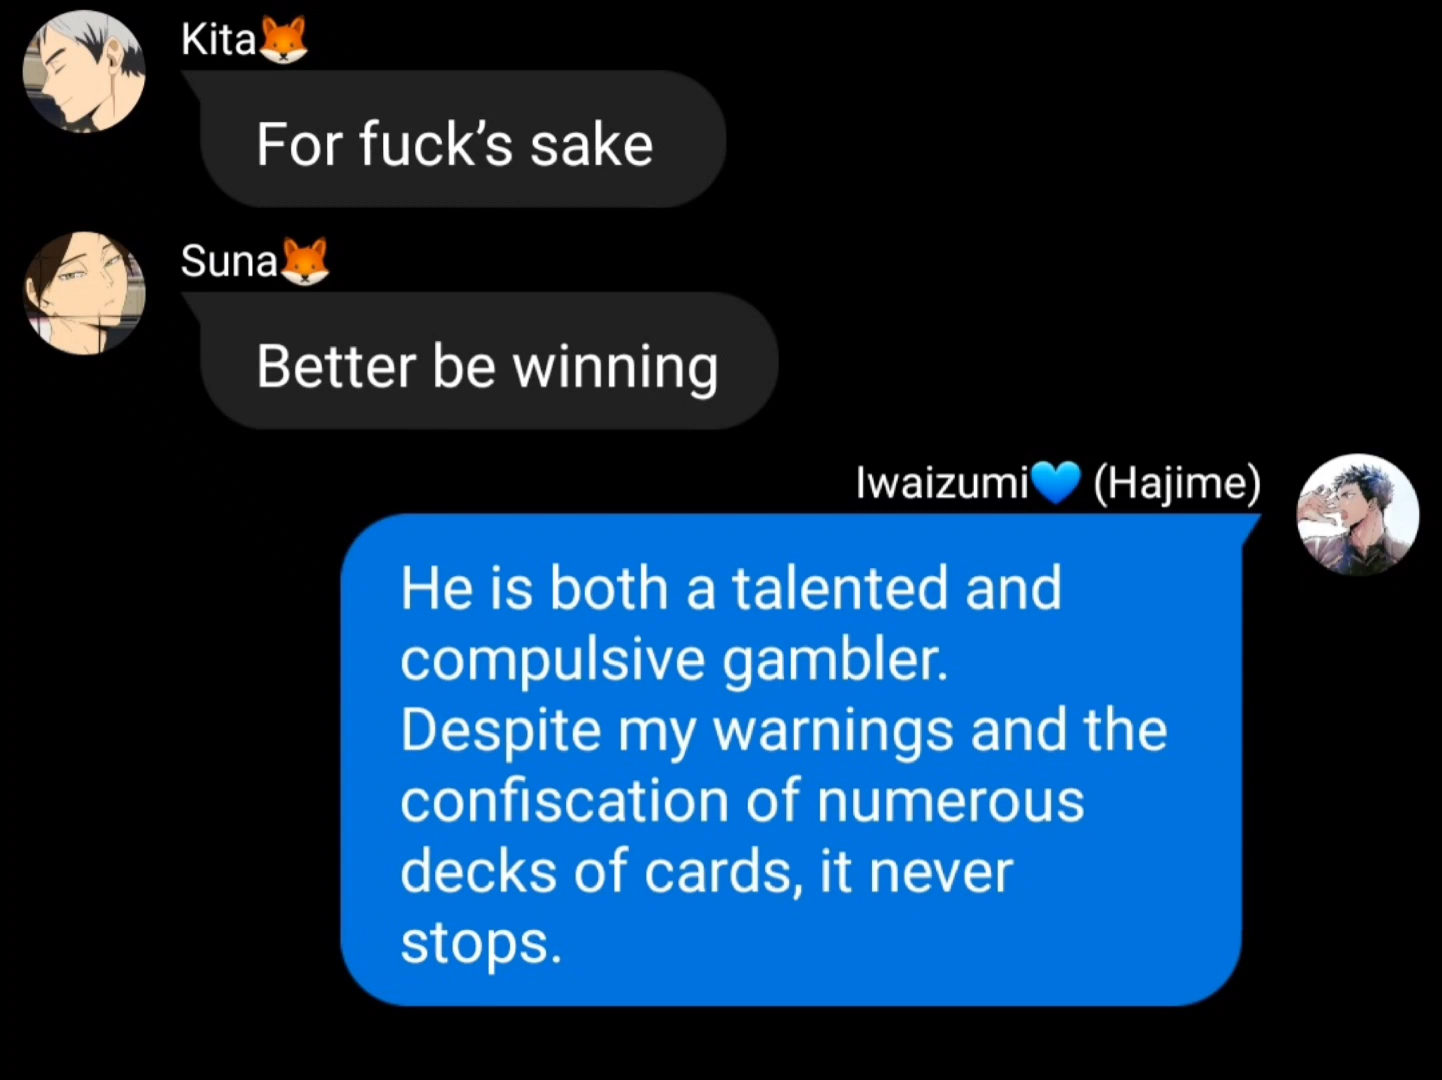 Kita🦊
For fuck’s sake
Suna🦊
Better be winning
Iwaizumi💙 (Hajime)
He is both a talented and
compulsive gambler.
Despite my warnings and the
confiscation of numerous
decks of cards, it never
stops.